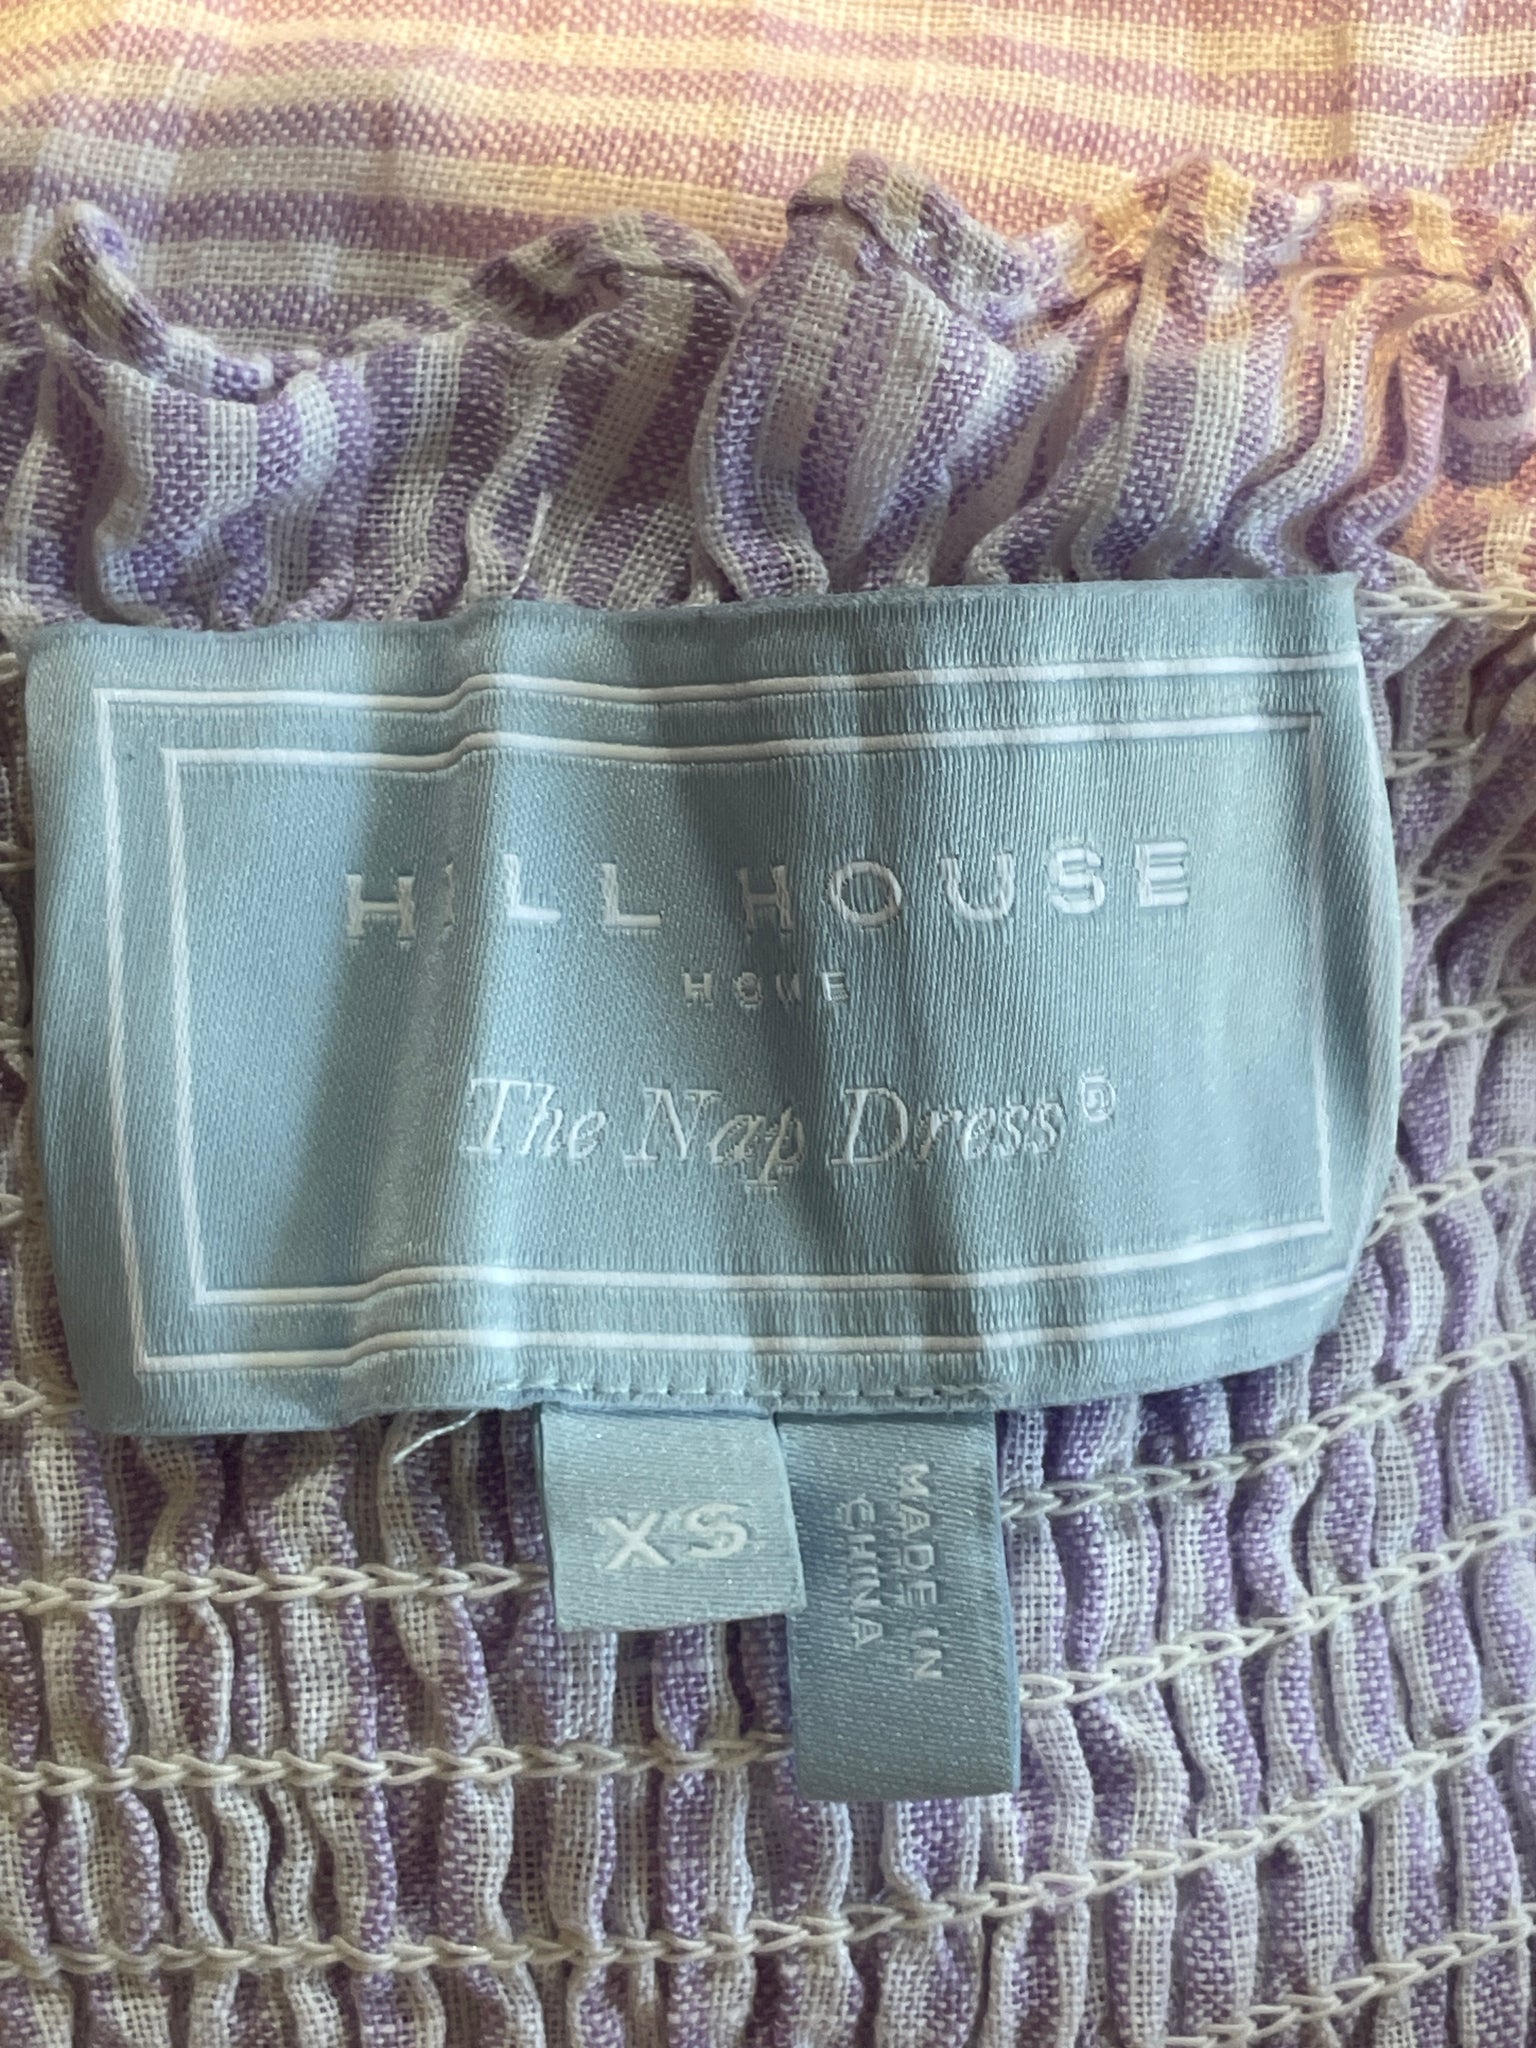 HILL HOUSE
HOME
The Nap Dress®
XS
MADE IN
CHINA